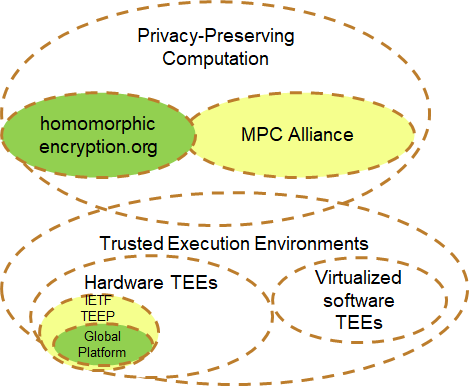 Privacy-Preserving
Computation
homomorphic
encryption.org
MPC Alliance
Trusted Execution Environments
Hardware TEEs
IETF
TEEP
Global
Platform
Virtualized
software
TEEs